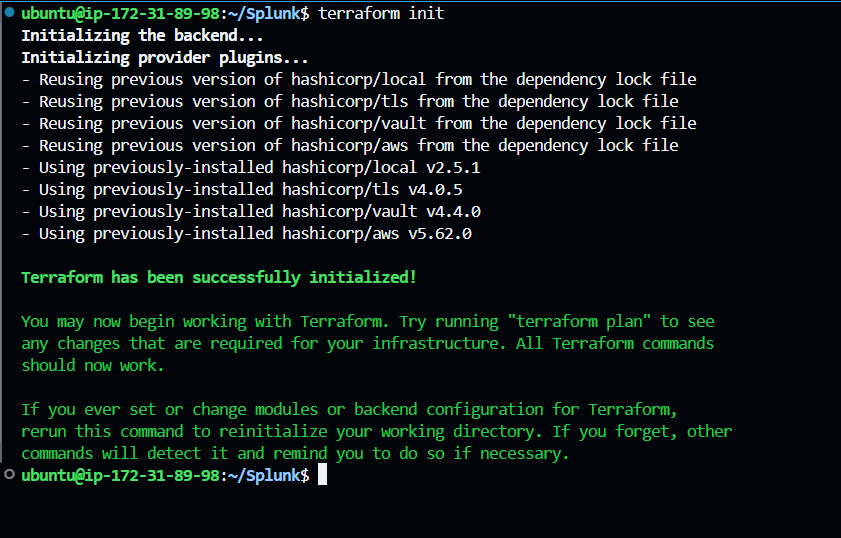 ubuntu@ip-172-31-89-98:~/Splunk$ terraform init
Initializing the backend...
Initializing provider plugins...
- Reusing previous version of hashicorp/local from the dependency lock file
- Reusing previous version of hashicorp/tls from the dependency lock file
- Reusing previous version of hashicorp/vault from the dependency lock file
- Reusing previous version of hashicorp/aws from the dependency lock file
- Using previously-installed hashicorp/local v2.5.1
- Using previously-installed hashicorp/tls v4.0.5
- Using previously-installed hashicorp/vault v4.4.0
- Using previously-installed hashicorp/aws v5.62.0
Terraform has been successfully initialized!
You may now begin working with Terraform. Try running "terraform plan" to see
any changes that are required for your infrastructure. All Terraform commands
should now work.
If you ever set or change modules or backend configuration for Terraform,
rerun this command to reinitialize your working directory. If you forget, other
commands will detect it and remind you to do so if necessary.
ubuntu@ip-172-31-89-98:~/Splunk$